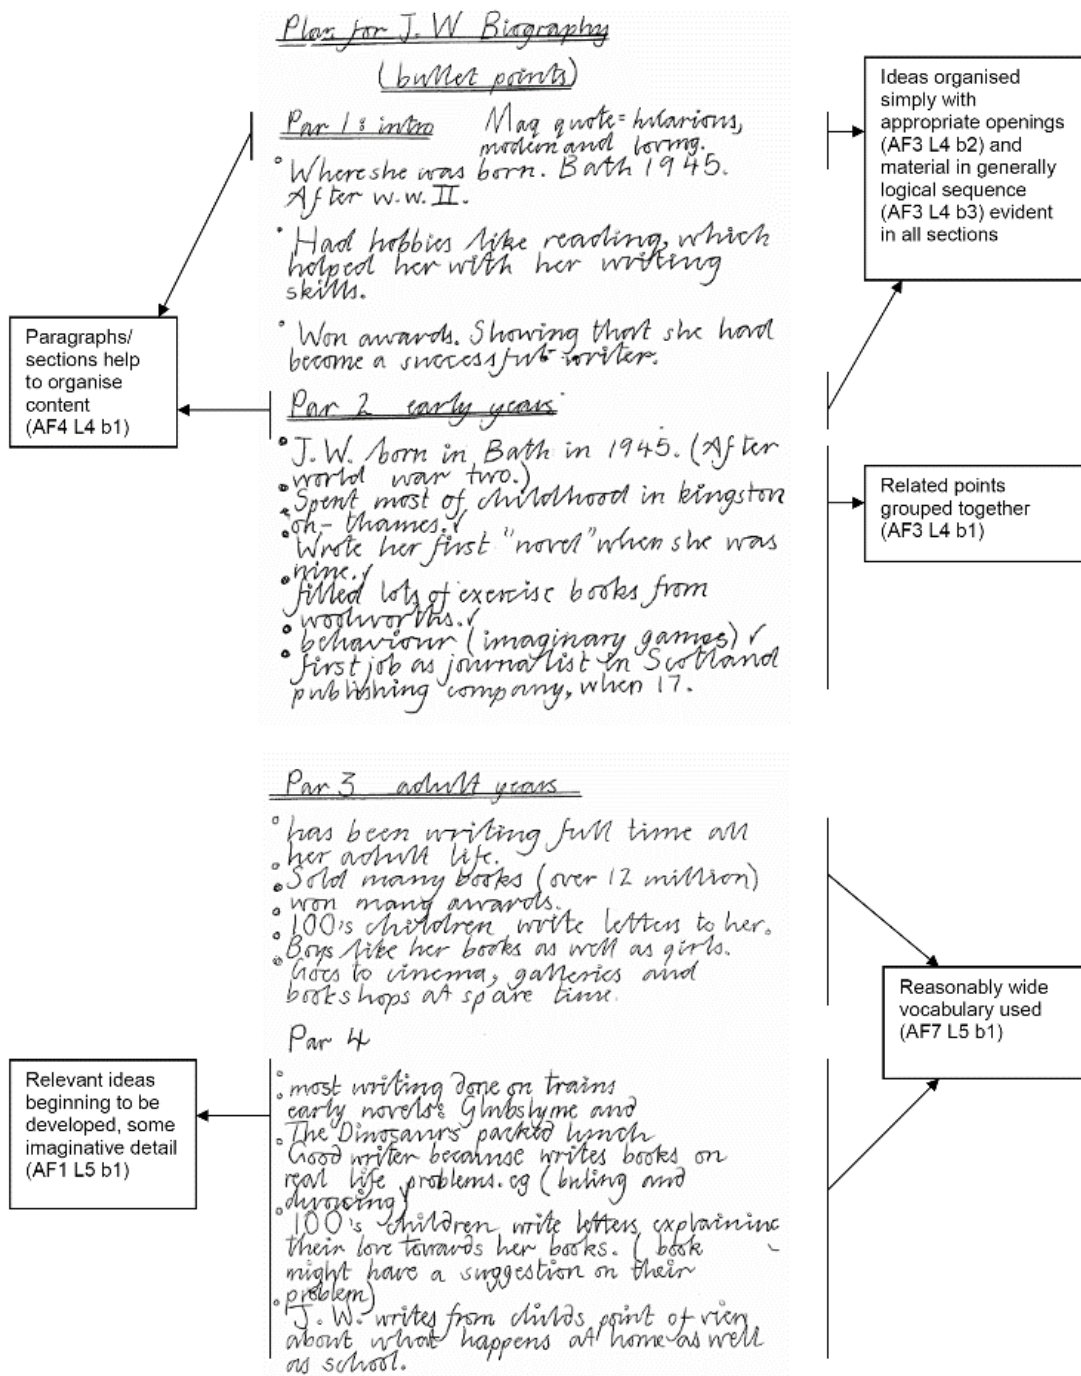 Plan for J.W Biography
(bullet points)
Par 1: intro
Mag quote = hilarious,
modern and loving.
° Where she was born. Bath 1945.
After w.w.II.
° Had hobbies like reading, which
helped her with her writing
skills.
° Won awards. Showing that she had
become a successful writer.
Par 2 early years
• J.W. born in Bath in 1945. (After
world war two.)
• Spent most of childhood in kingston
on-thames. ✓
• Wrote her first "novel" when she was
nine. ✓
• filled lots of exercise books from
woolworths. ✓
• behaviour (imaginary games) ✓
• first job as journalist in Scotland
publishing company, when 17.
Par 3 adult years
° has been writing full time all
her adult life.
° Sold many books (over 12 million)
° won many awards.
° 100's children write letters to her.
° Boys like her books as well as girls.
° Goes to cinema, galleries and
bookshops at spare time.
Par 4
° most writing done on trains
° early novels: Glubslyme and
The Dinosaurs packed lunch
° Good writer because writes books on
real life problems. eg (buling and
divorcing)
° 100's children write letters explaining
their love towards her books. (book
might have a suggestion on their
problem)
° J.W. writes from childs point of view
about what happens at home as well
as school.
Paragraphs/
sections help
to organise
content
(AF4 L4 b1)
Relevant ideas
beginning to be
developed, some
imaginative detail
(AF1 L5 b1)
Ideas organised
simply with
appropriate openings
(AF3 L4 b2) and
material in generally
logical sequence
(AF3 L4 b3) evident
in all sections
Related points
grouped together
(AF3 L4 b1)
Reasonably wide
vocabulary used
(AF7 L5 b1)